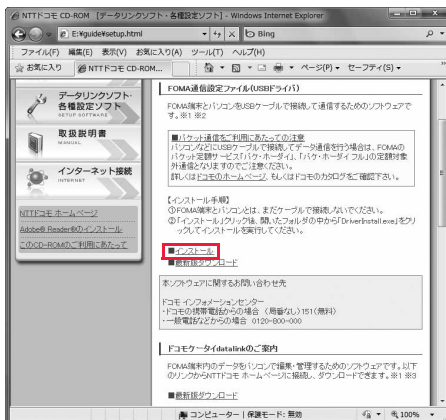 NTTドコモ CD-ROM [データリンクソフト・各種設定ソフト] - Windows Internet Explorer
E:¥guide¥setup.html
Bing
ファイル(F) 編集(E) 表示(V) お気に入り(A) ツール(T) ヘルプ(H)
お気に入り
NTTドコモ CD-ROM...
ページ(P)
セーフティ(S)
データリンクソフト・
各種設定ソフト
SETUP SOFTWARE
取扱説明書
MANUAL
インターネット接続
INTERNET
NTTドコモ ホームページ
Adobe® Reader®のインストール
このCD-ROMのご利用にあたって
FOMA通信設定ファイル(USBドライバ)
FOMA端末とパソコンをUSBケーブルで接続して通信するためのソフトウェアで
す。※1 ※2
■パケット通信をご利用にあたっての注意
パソコンなどにUSBケーブルで接続してデータ通信を行う場合は、FOMAの
パケット定額サービス「パケ・ホーダイ」、「パケ・ホーダイフル」の定額対象
外通信となりますのでご注意ください。
詳しくはドコモのホームページ、もしくはドコモのカタログをご確認下さい。
【インストール手順】
①FOMA端末とパソコンとは、まだケーブルで接続しないでください。
②「インストール」クリック後、開いたフォルダの中から「DriverInstall.exe」をクリ
ックしてインストールを実行してください。
■インストール
■最新版ダウンロード
本ソフトウェアに関するお問い合わせ先
ドコモ インフォメーションセンター
・ドコモの携帯電話からの場合 (局番なし)151(無料)
・一般電話などからの場合 0120-800-000
ドコモケータイdatalinkのご案内
FOMA端末内のデータをパソコンで編集・管理するためのソフトウェアです。以下
のリンクからNTTドコモ ホームページに接続し、ダウンロードできます。※1 ※3
■最新版ダウンロード
コンピューター | 保護モード: 無効
100%